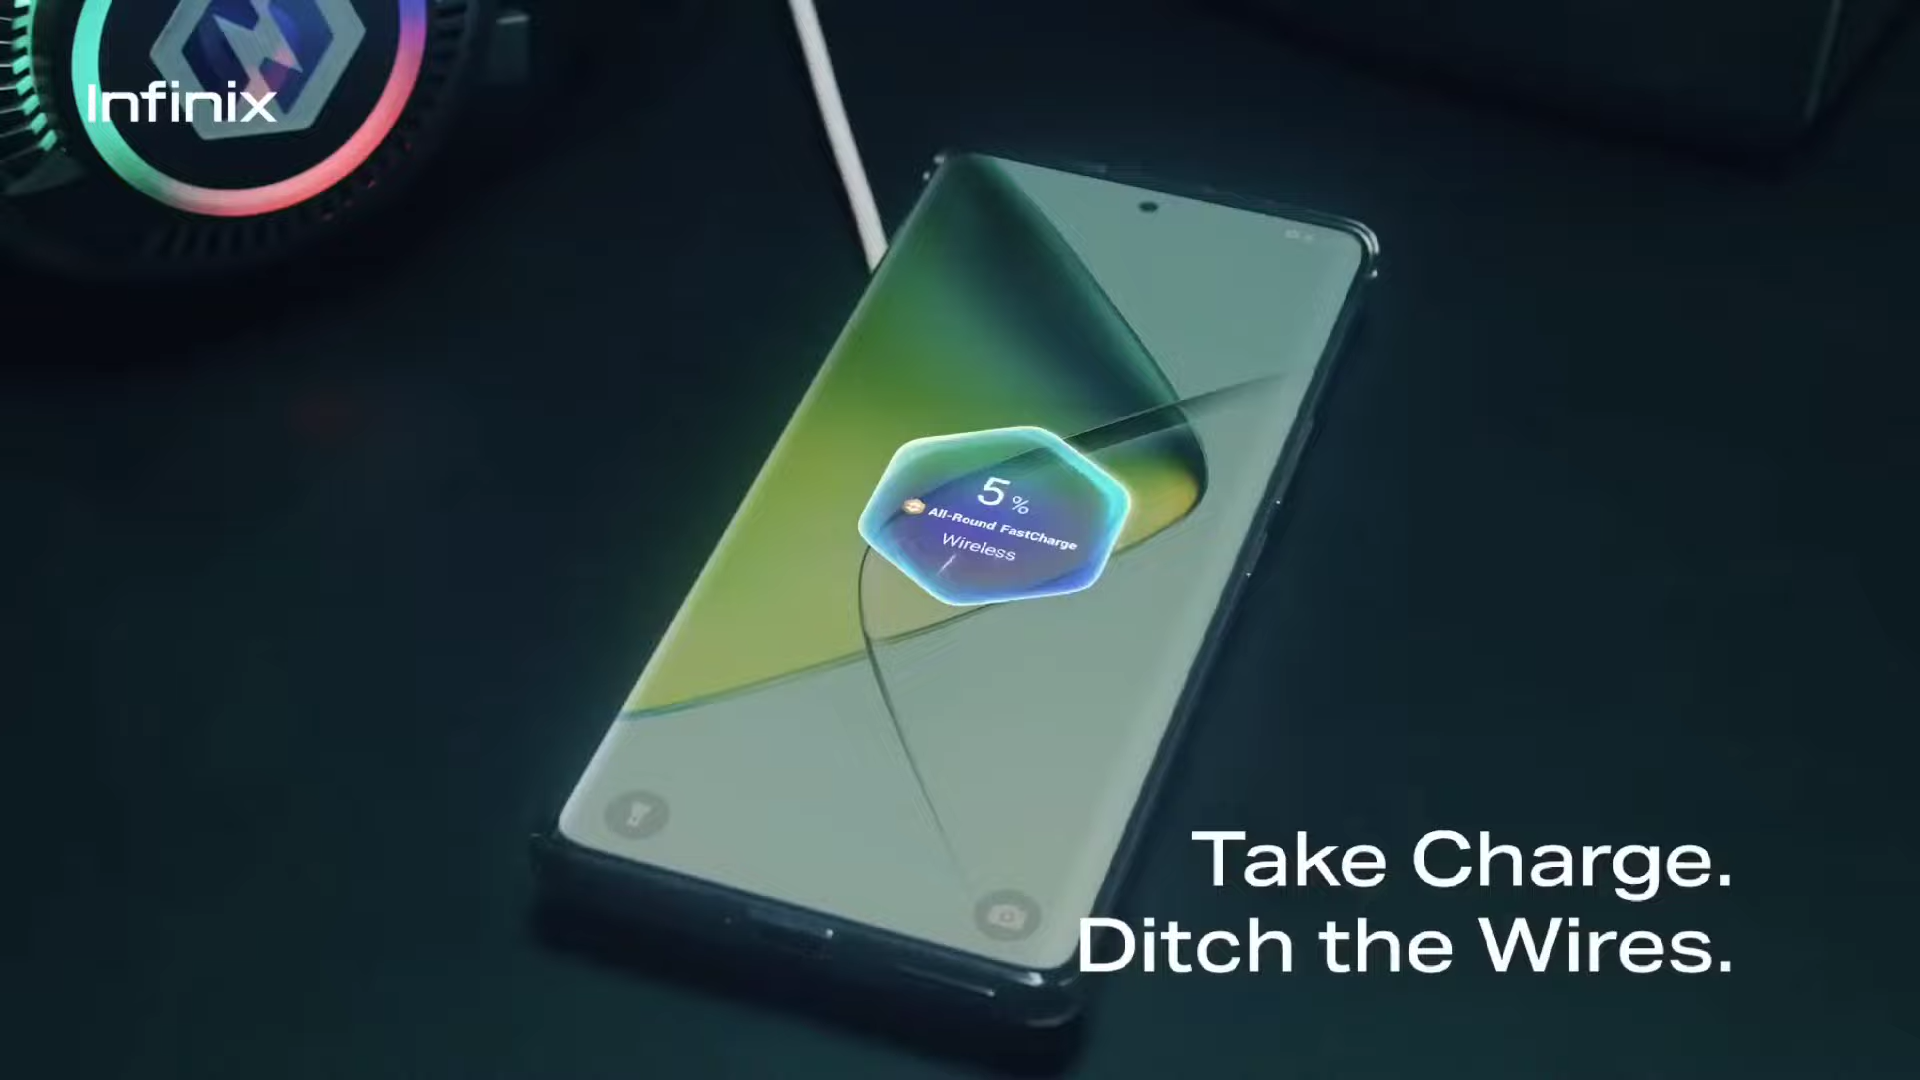 Infinix
5%
All-Round FastCharge
Wireless
Take Charge.
Ditch the Wires.